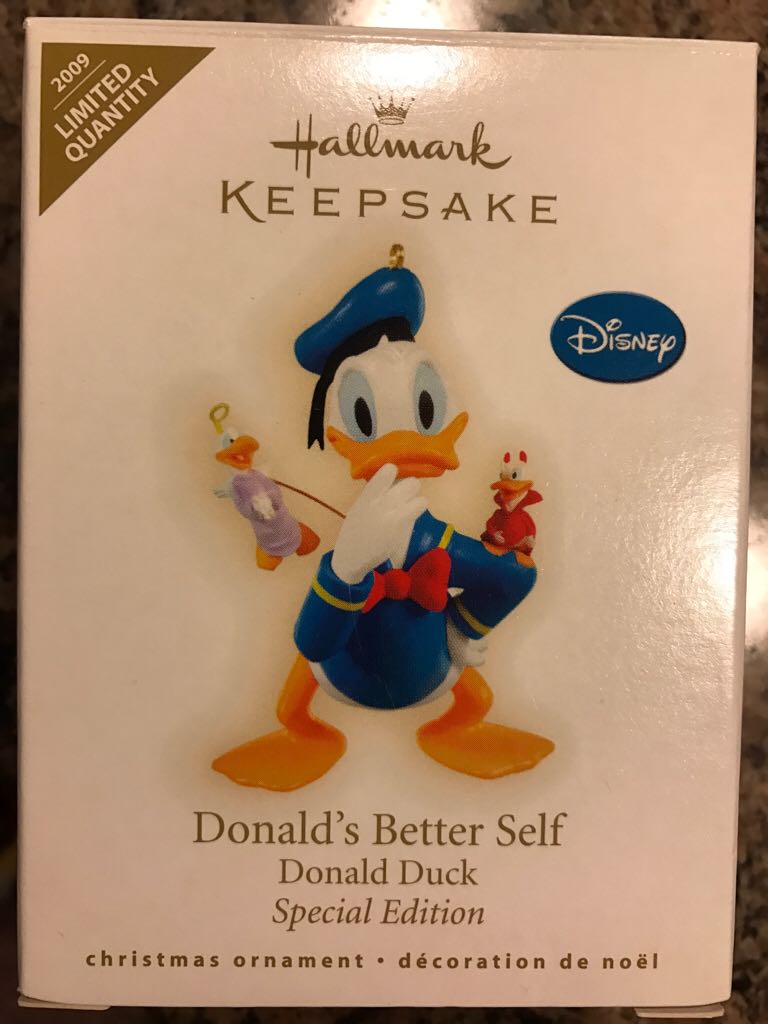 2009
LIMITED
QUANTITY
Hallmark
KEEPSAKE
Disney
Donald's Better Self
Donald Duck
Special Edition
christmas ornament • décoration de noël